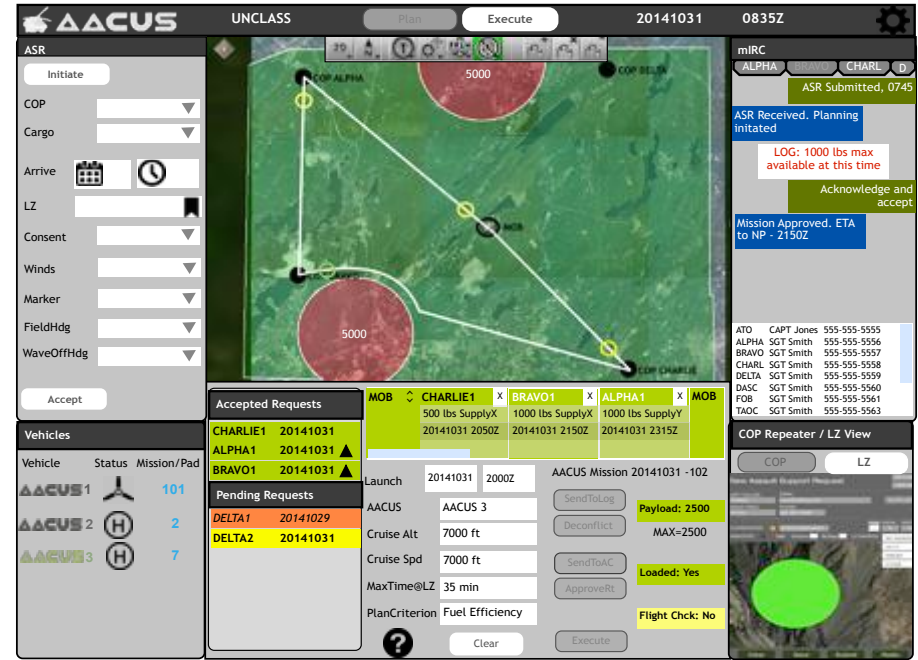 AACUS
UNCLASS
Plan
Execute
20141031
0835Z
ASR
Initiate
COP
Cargo
Arrive
LZ
Consent
Winds
Marker
FieldHdg
WaveOffHdg
Accept
Vehicles
Vehicle Status Mission/Pad
AACUS 1 101
AACUS 2 H 2
AACUS 3 H 7
2D
COP ALPHA
5000
COP DELTA
MOB
5000
COP CHARLIE
Accepted Requests
CHARLIE1 20141031
ALPHA1 20141031
BRAVO1 20141031
Pending Requests
DELTA1 20141029
DELTA2 20141031
MOB CHARLIE1 X BRAVO1 X ALPHA1 X MOB
500 lbs SupplyX 1000 lbs SupplyX 1000 lbs SupplyY
20141031 2050Z 20141031 2150Z 20141031 2315Z
Launch 20141031 2000Z
AACUS Mission 20141031 -102
AACUS AACUS 3
Cruise Alt 7000 ft
Cruise Spd 7000 ft
MaxTime@LZ 35 min
PlanCriterion Fuel Efficiency
?
Clear
SendToLog
Deconflict
SendToAC
ApproveRt
Execute
Payload: 2500
MAX=2500
Loaded: Yes
Flight Chck: No
mIRC
ALPHA BRAVO CHARL D
ASR Submitted, 0745
ASR Received. Planning
initated
LOG: 1000 lbs max
available at this time
Acknowledge and
accept
Mission Approved. ETA
to NP - 2150Z
ATO CAPT Jones 555-555-5555
ALPHA SGT Smith 555-555-5556
BRAVO SGT Smith 555-555-5557
CHARL SGT Smith 555-555-5558
DELTA SGT Smith 555-555-5559
DASC SGT Smith 555-555-5560
FOB SGT Smith 555-555-5561
TAOC SGT Smith 555-555-5563
COP Repeater / LZ View
COP
LZ